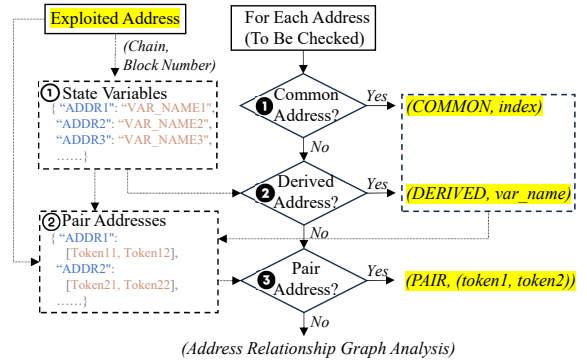 Exploited Address
For Each Address
(To Be Checked)
(Chain,
Block Number)
① State Variables
{ "ADDR1": "VAR_NAME1",
"ADDR2": "VAR_NAME2",
"ADDR3": "VAR_NAME3",
......}
❶ Common
Address?
Yes
(COMMON, index)
No
❷ Derived
Address?
Yes
(DERIVED, var_name)
No
② Pair Addresses
{ "ADDR1":
[Token11, Token12],
"ADDR2":
[Token21, Token22],
......}
❸ Pair
Address?
Yes
(PAIR, (token1, token2))
No
(Address Relationship Graph Analysis)